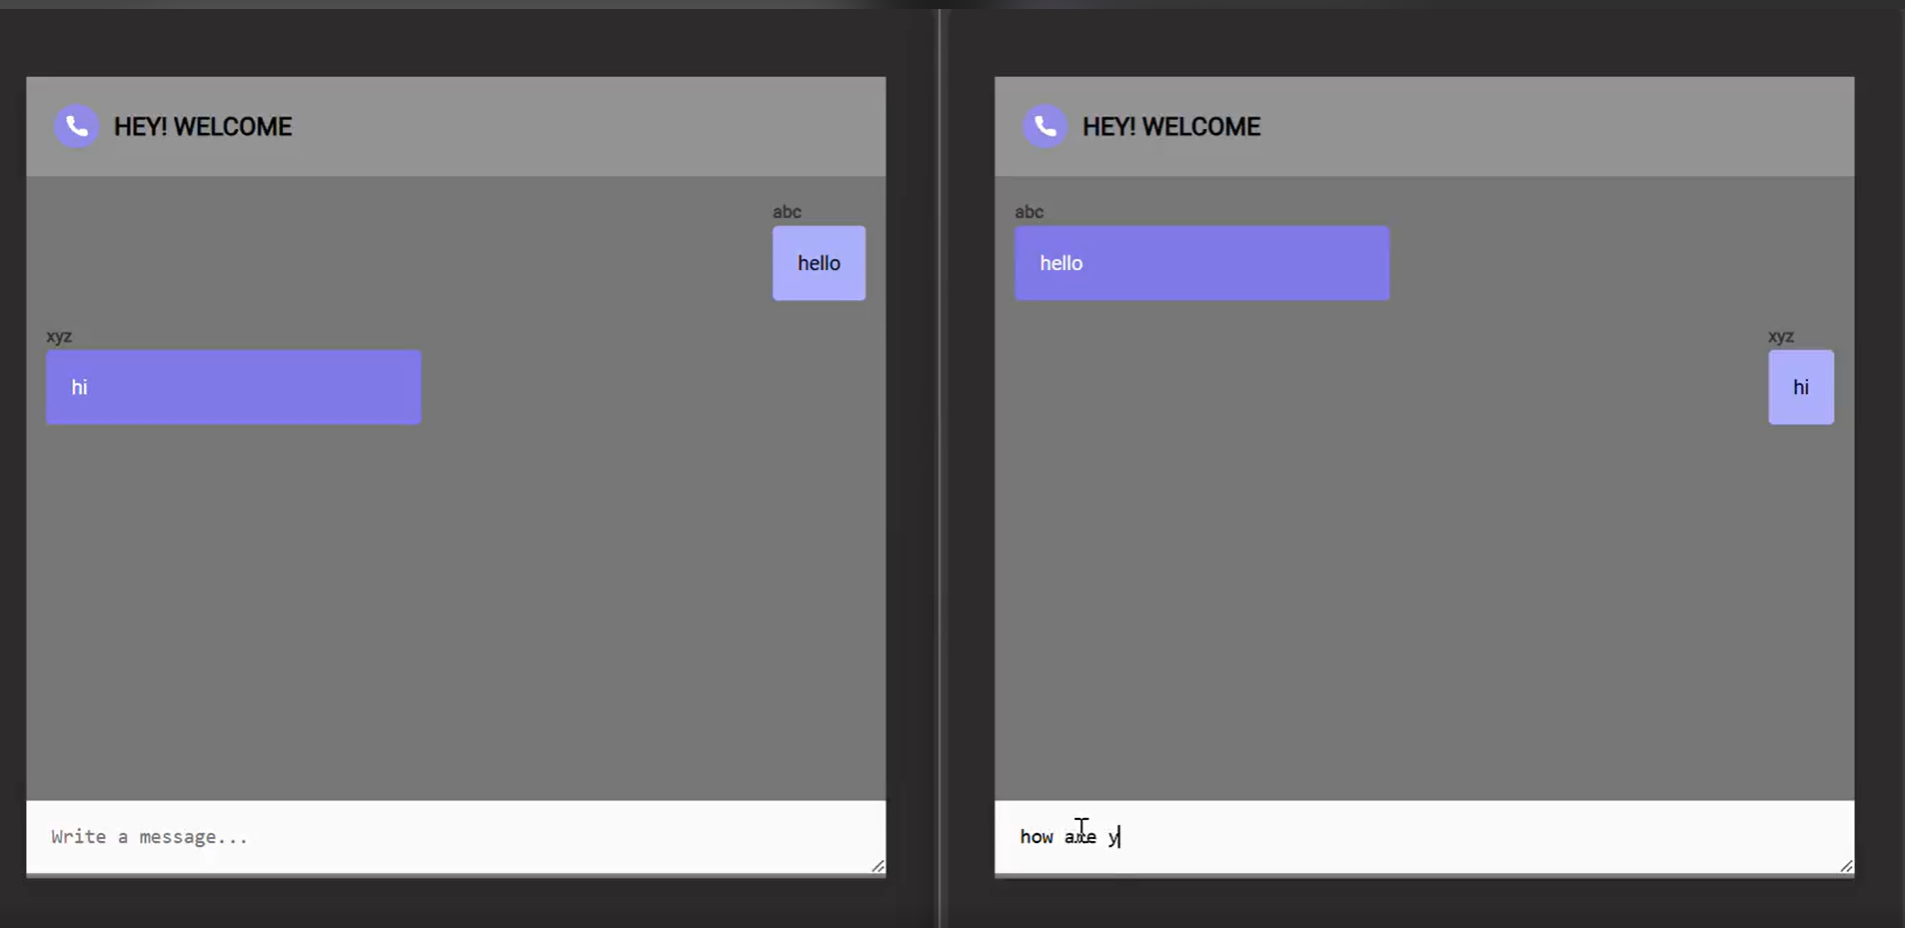 HEY! WELCOME
abc
hello
xyz
hi
Write a message...
HEY! WELCOME
abc
hello
xyz
hi
how are y